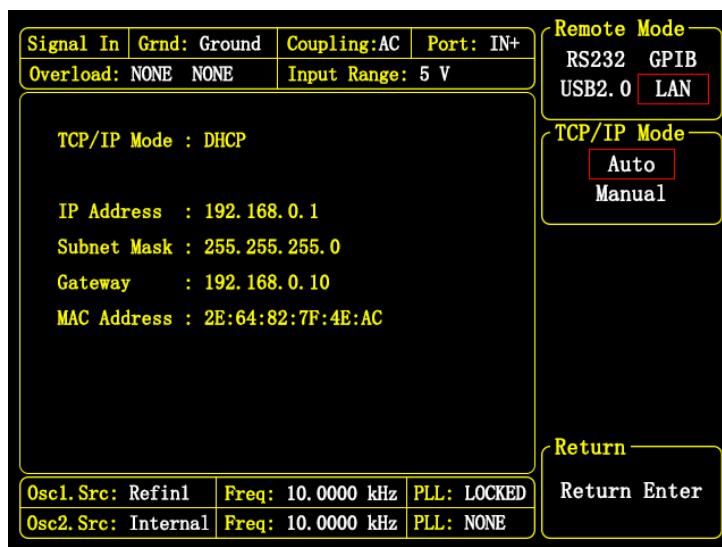 Signal In Grnd: Ground Coupling:AC Port: IN+
Overload: NONE NONE Input Range: 5 V
TCP/IP Mode : DHCP
IP Address : 192.168.0.1
Subnet Mask : 255.255.255.0
Gateway : 192.168.0.10
MAC Address : 2E:64:82:7F:4E:AC
Osc1.Src: Refin1 Freq: 10.0000 kHz PLL: LOCKED
Osc2.Src: Internal Freq: 10.0000 kHz PLL: NONE
Remote Mode
RS232 GPIB
USB2.0 LAN
TCP/IP Mode
Auto
Manual
Return
Return Enter